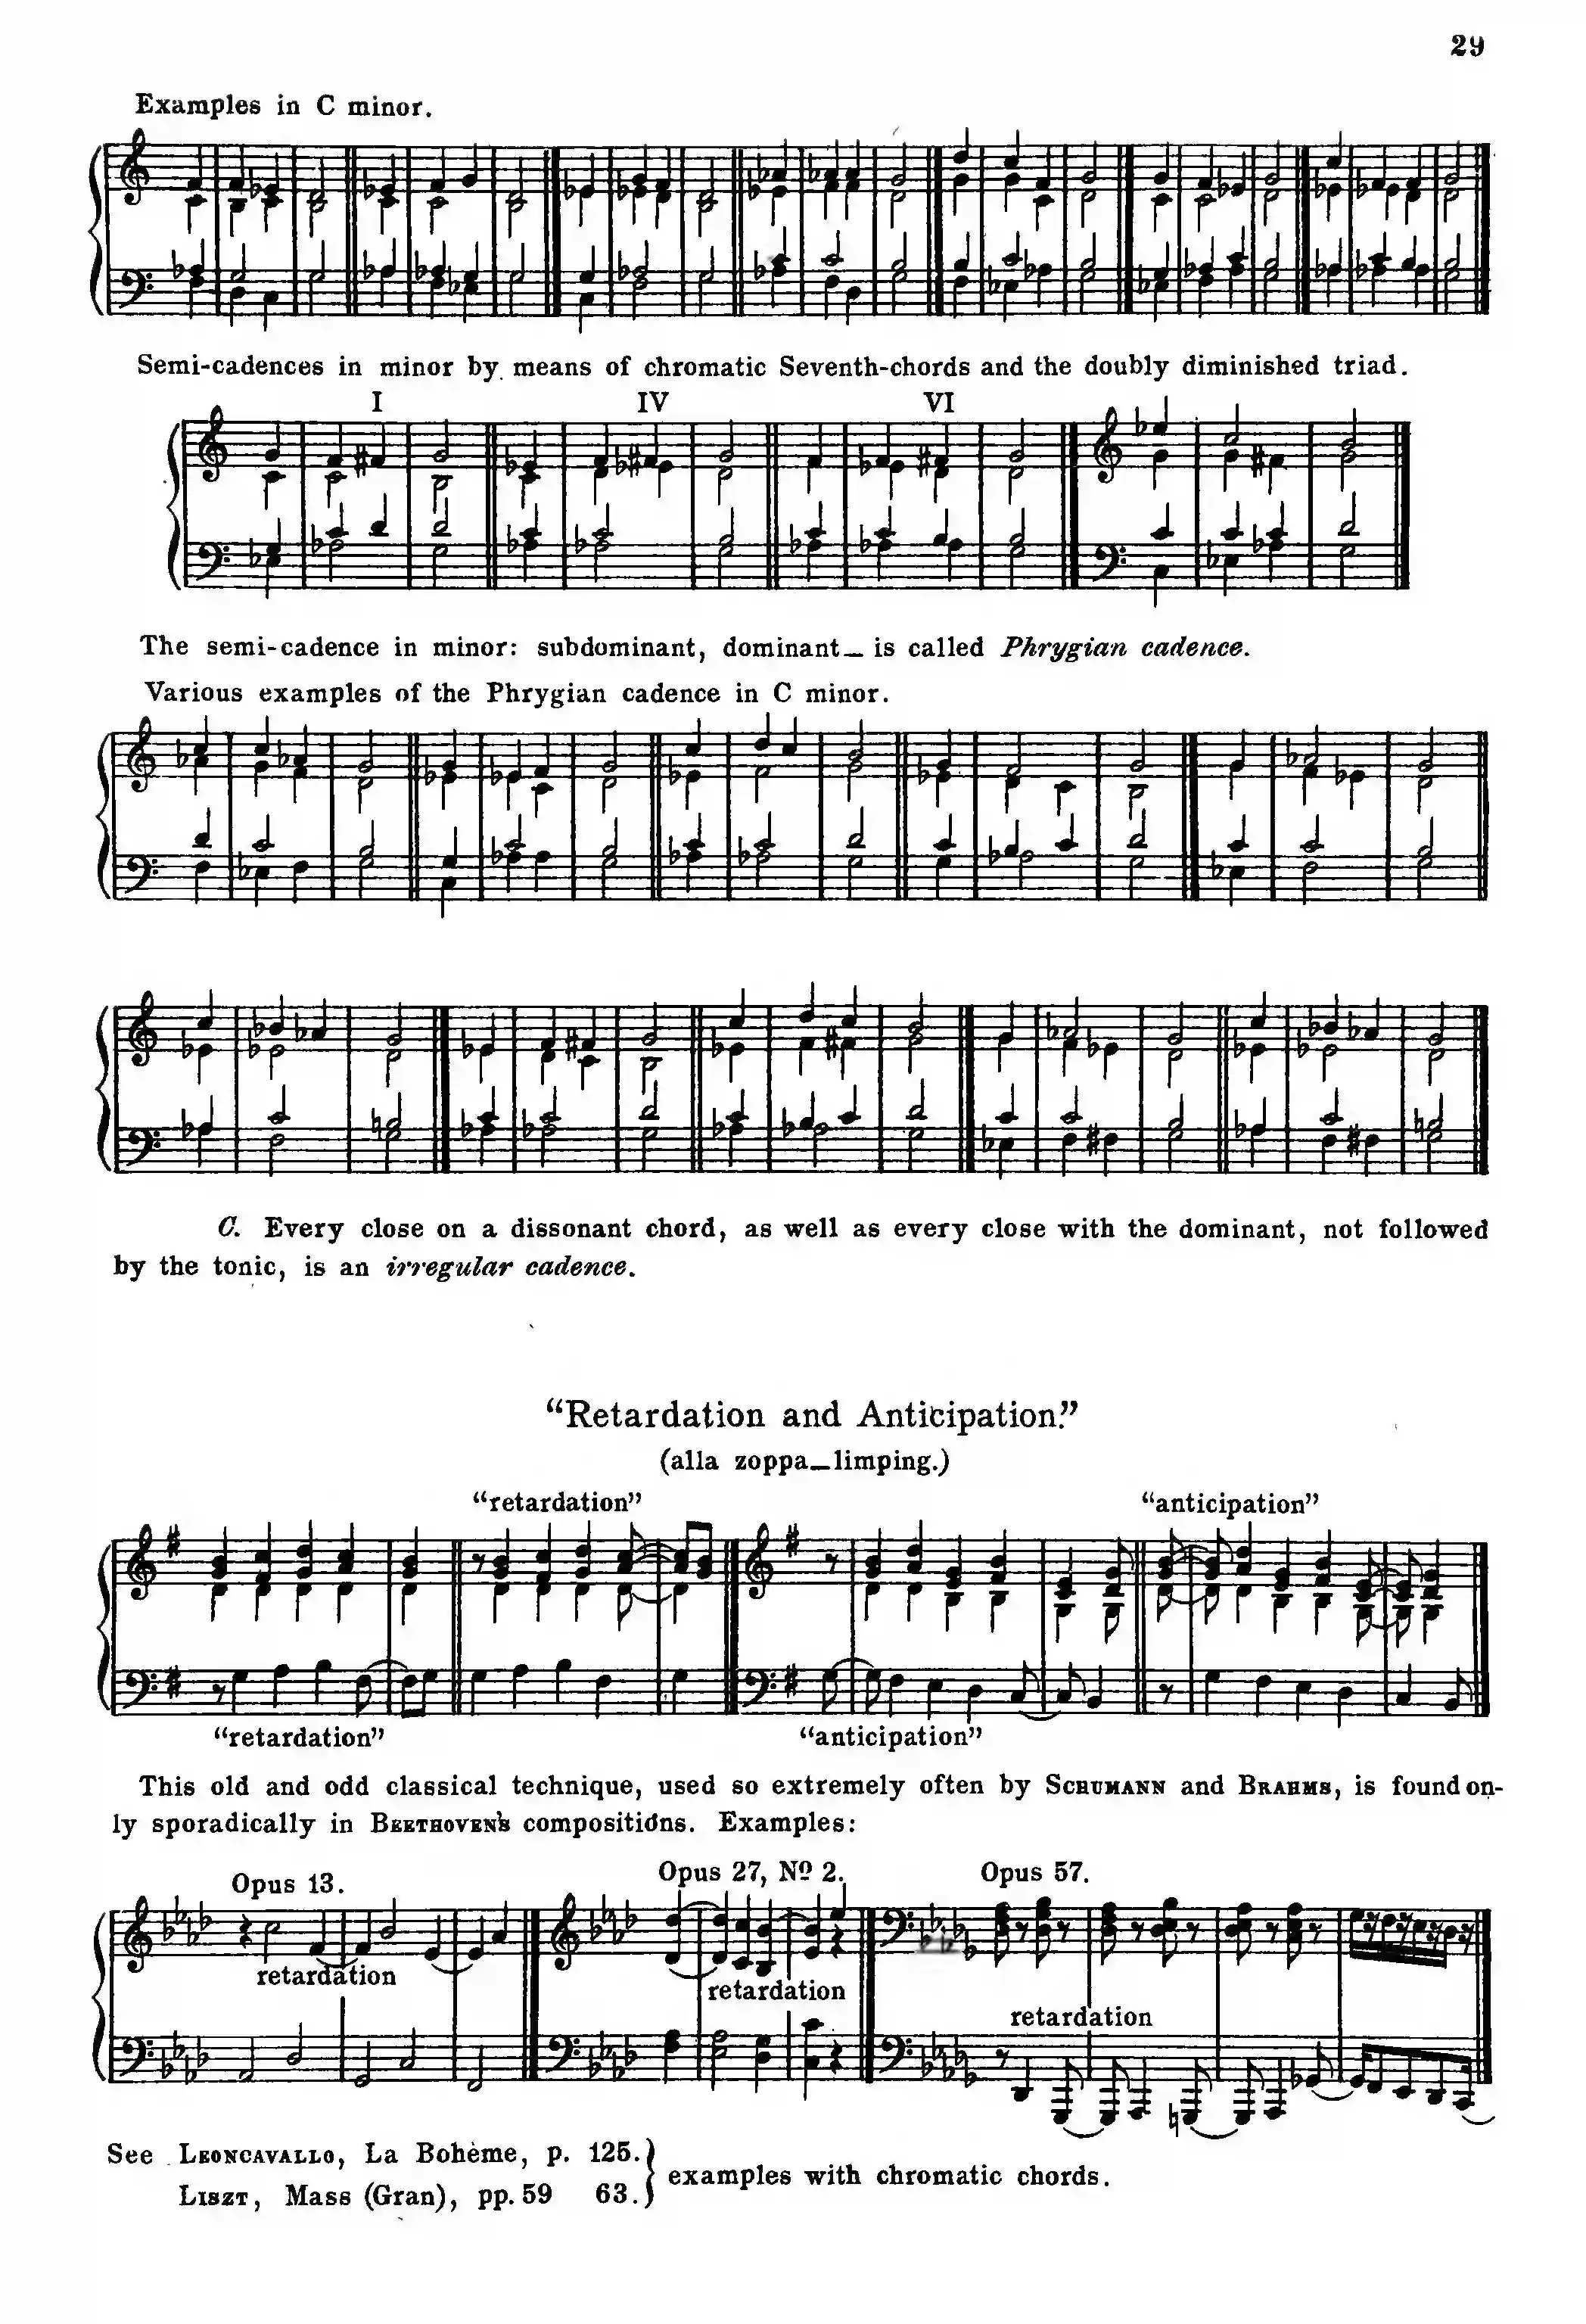 29
Examples in C minor.
Semi-cadences in minor by means of chromatic Seventh-chords and the doubly diminished triad.
I IV VI
The semi-cadence in minor: subdominant, dominant— is called Phrygian cadence.
Various examples of the Phrygian cadence in C minor.
C. Every close on a dissonant chord, as well as every close with the dominant, not followed
by the tonic, is an irregular cadence.
“Retardation and Anticipation.”
(alla zoppa—limping.)
“retardation” “anticipation”
“retardation” “anticipation”
This old and odd classical technique, used so extremely often by SCHUMANN and BRAHMS, is found on-
ly sporadically in BEETHOVEN's compositions. Examples:
Opus 13. Opus 27, No 2. Opus 57.
retardation retardation retardation
See LEONCAVALLO, La Bohème, p. 125.
LISZT, Mass (Gran), pp. 59 63.
examples with chromatic chords.